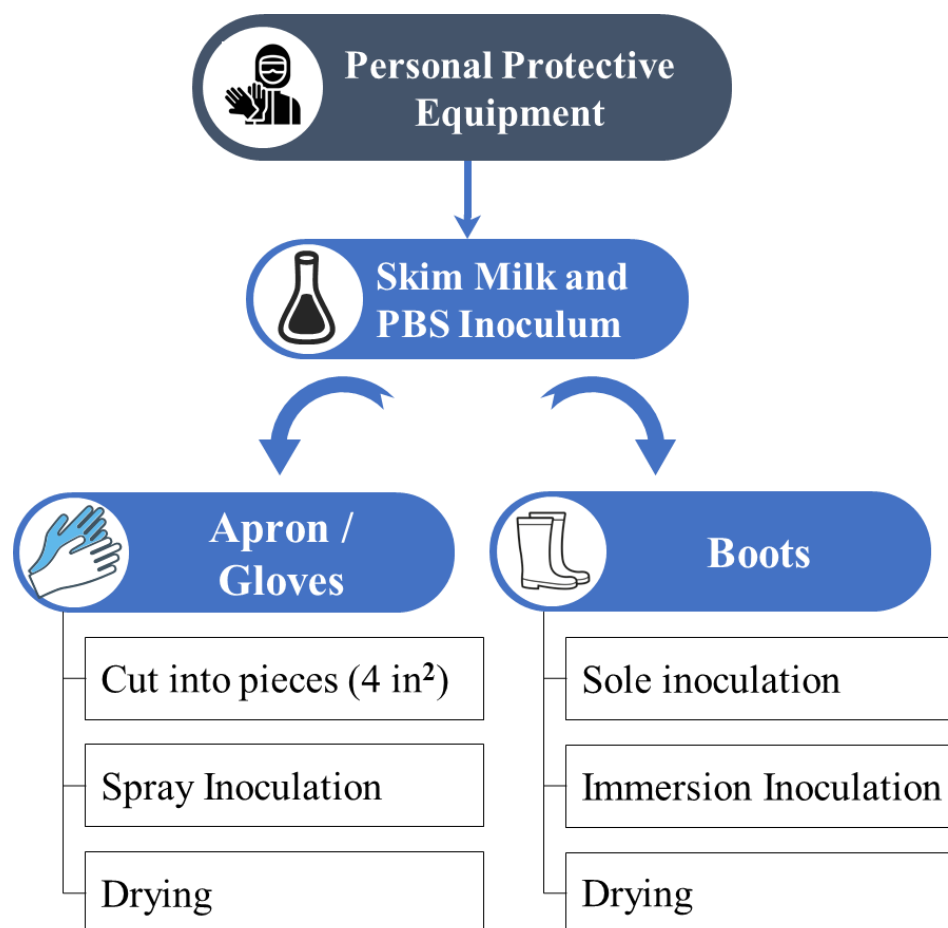 Personal Protective
Equipment
Skim Milk and
PBS Inoculum
Apron /
Gloves
Cut into pieces (4 in²)
Spray Inoculation
Drying
Boots
Sole inoculation
Immersion Inoculation
Drying